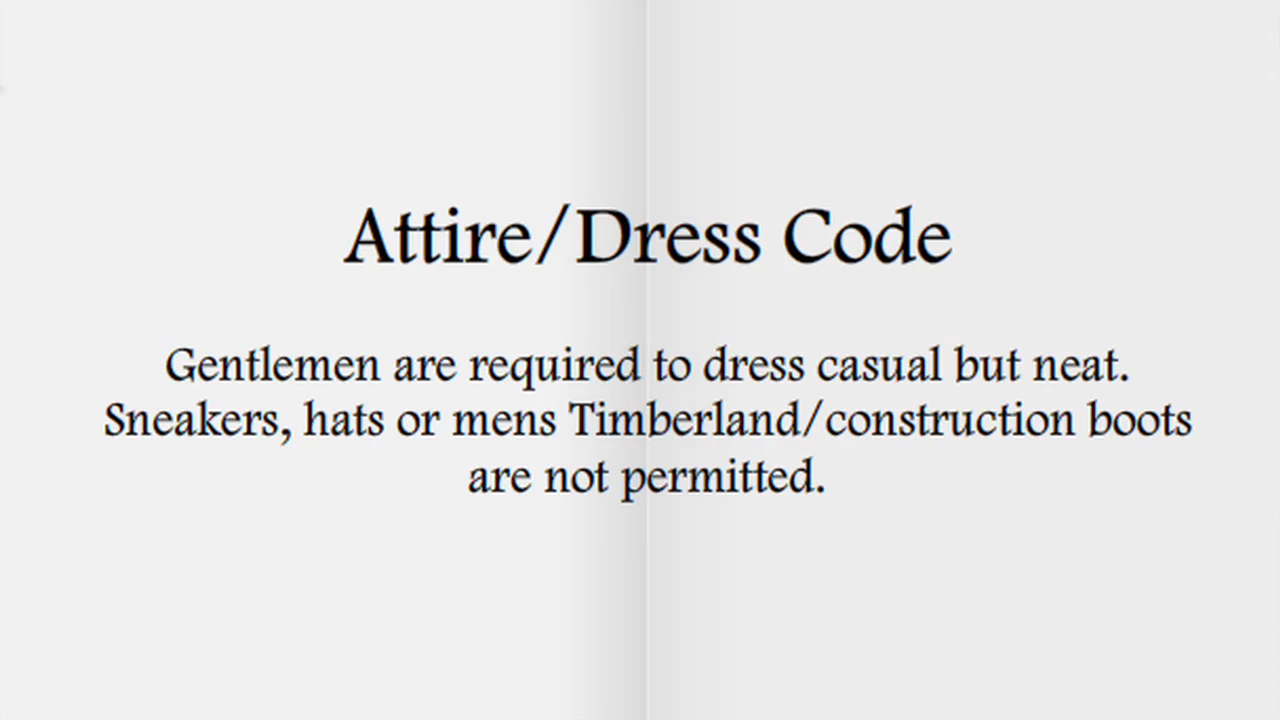 Attire/Dress Code
Gentlemen are required to dress casual but neat.
Sneakers, hats or mens Timberland/construction boots
are not permitted.